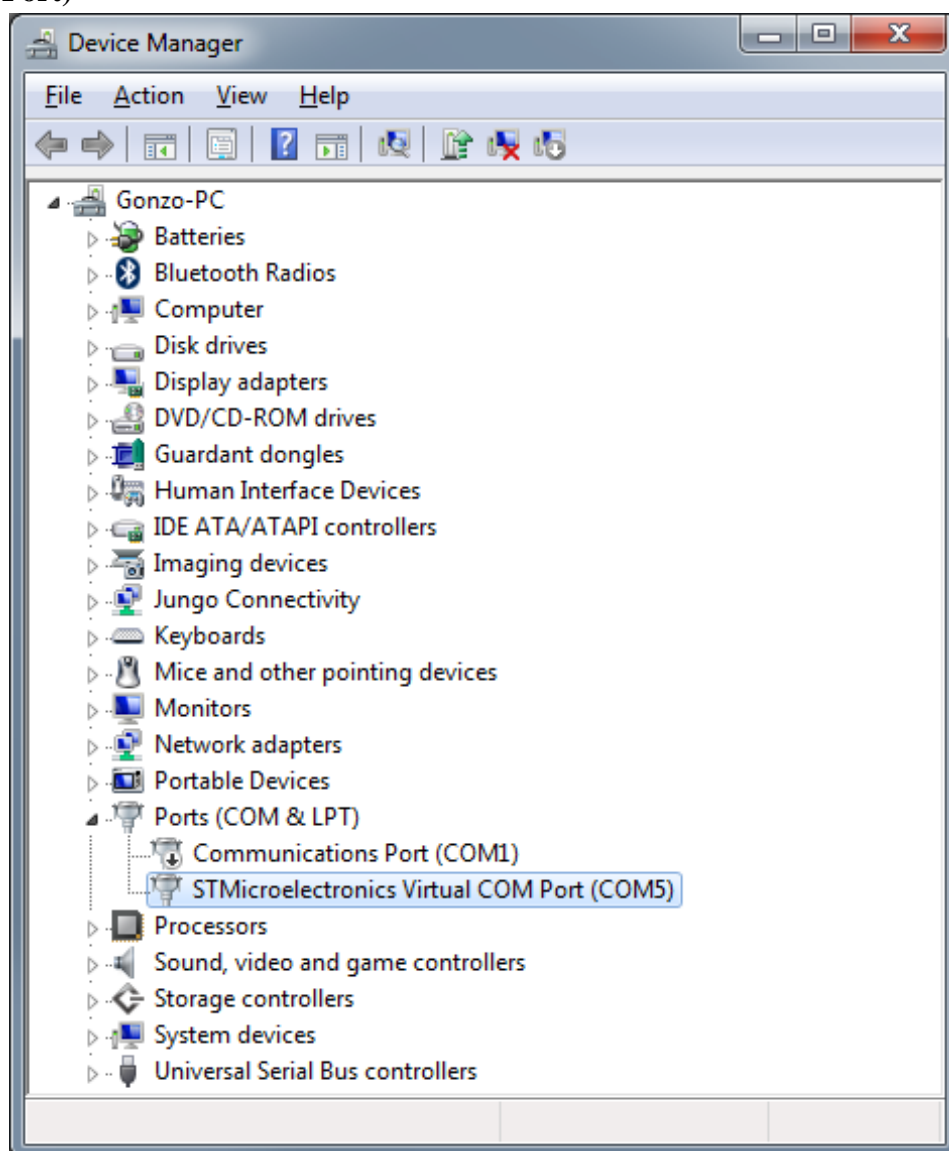 Port)
Device Manager
File Action View Help
Gonzo-PC
Batteries
Bluetooth Radios
Computer
Disk drives
Display adapters
DVD/CD-ROM drives
Guardant dongles
Human Interface Devices
IDE ATA/ATAPI controllers
Imaging devices
Jungo Connectivity
Keyboards
Mice and other pointing devices
Monitors
Network adapters
Portable Devices
Ports (COM & LPT)
Communications Port (COM1)
STMicroelectronics Virtual COM Port (COM5)
Processors
Sound, video and game controllers
Storage controllers
System devices
Universal Serial Bus controllers